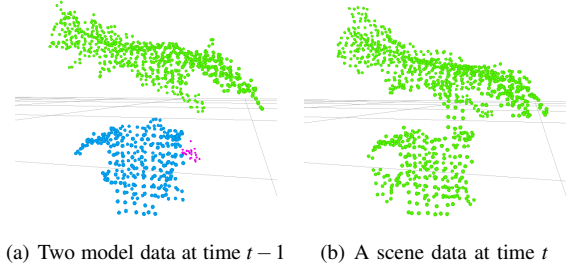 (a) Two model data at time t − 1
(b) A scene data at time t